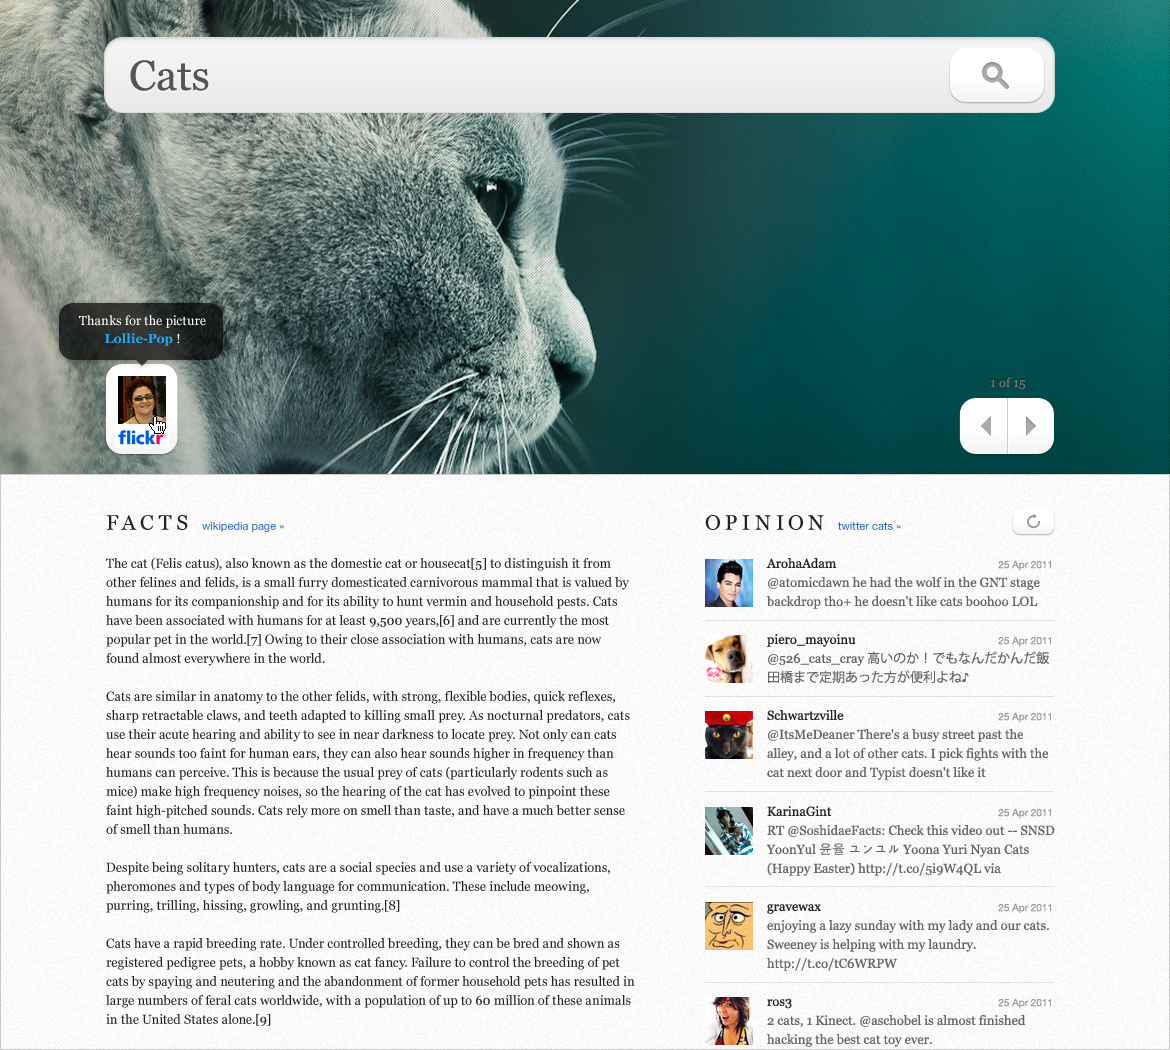 Cats
Thanks for the picture
Lollie-Pop !
flickr
1 of 15
FACTS wikipedia page »
The cat (Felis catus), also known as the domestic cat or housecat[5] to distinguish it from
other felines and felids, is a small furry domesticated carnivorous mammal that is valued by
humans for its companionship and for its ability to hunt vermin and household pests. Cats
have been associated with humans for at least 9,500 years,[6] and are currently the most
popular pet in the world.[7] Owing to their close association with humans, cats are now
found almost everywhere in the world.
Cats are similar in anatomy to the other felids, with strong, flexible bodies, quick reflexes,
sharp retractable claws, and teeth adapted to killing small prey. As nocturnal predators, cats
use their acute hearing and ability to see in near darkness to locate prey. Not only can cats
hear sounds too faint for human ears, they can also hear sounds higher in frequency than
humans can perceive. This is because the usual prey of cats (particularly rodents such as
mice) make high frequency noises, so the hearing of the cat has evolved to pinpoint these
faint high-pitched sounds. Cats rely more on smell than taste, and have a much better sense
of smell than humans.
Despite being solitary hunters, cats are a social species and use a variety of vocalizations,
pheromones and types of body language for communication. These include meowing,
purring, trilling, hissing, growling, and grunting.[8]
Cats have a rapid breeding rate. Under controlled breeding, they can be bred and shown as
registered pedigree pets, a hobby known as cat fancy. Failure to control the breeding of pet
cats by spaying and neutering and the abandonment of former household pets has resulted in
large numbers of feral cats worldwide, with a population of up to 60 million of these animals
in the United States alone.[9]
OPINION twitter cats »
ArohaAdam 25 Apr 2011
@atomicdawn he had the wolf in the GNT stage
backdrop tho+ he doesn't like cats boohoo LOL
piero_mayoinu 25 Apr 2011
@526_cats_cray 高いのか！でもなんだかんだ飯
田橋まで定期あった方が便利よね♪
Schwartzville 25 Apr 2011
@ItsMeDeaner There's a busy street past the
alley, and a lot of other cats. I pick fights with the
cat next door and Typist doesn't like it
KarinaGint 25 Apr 2011
RT @SoshidaeFacts: Check this video out -- SNSD
YoonYul 윤율 ユンユル Yoona Yuri Nyan Cats
(Happy Easter) http://t.co/5i9W4QL via
gravewax 25 Apr 2011
enjoying a lazy sunday with my lady and our cats.
Sweeney is helping with my laundry.
http://t.co/tC6WRPW
ros3 25 Apr 2011
2 cats, 1 Kinect. @aschobel is almost finished
hacking the best cat toy ever.